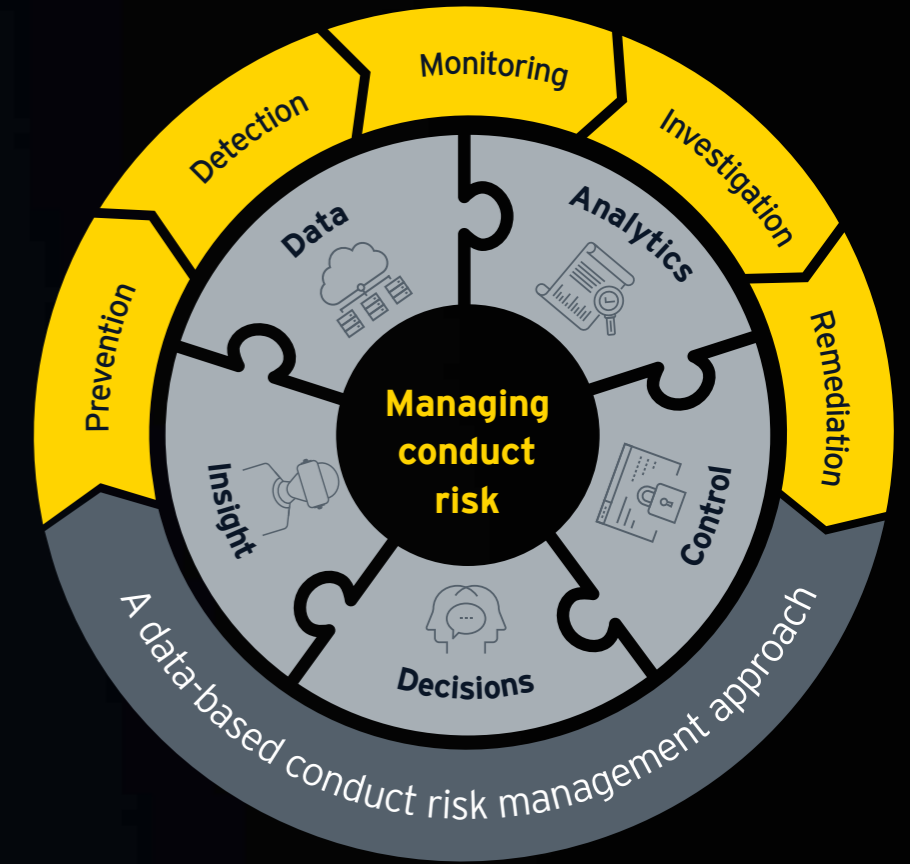 Prevention
Detection
Monitoring
Investigation
Remediation
Data
Analytics
Control
Decisions
Insight
Managing
conduct
risk
A data-based conduct risk management approach